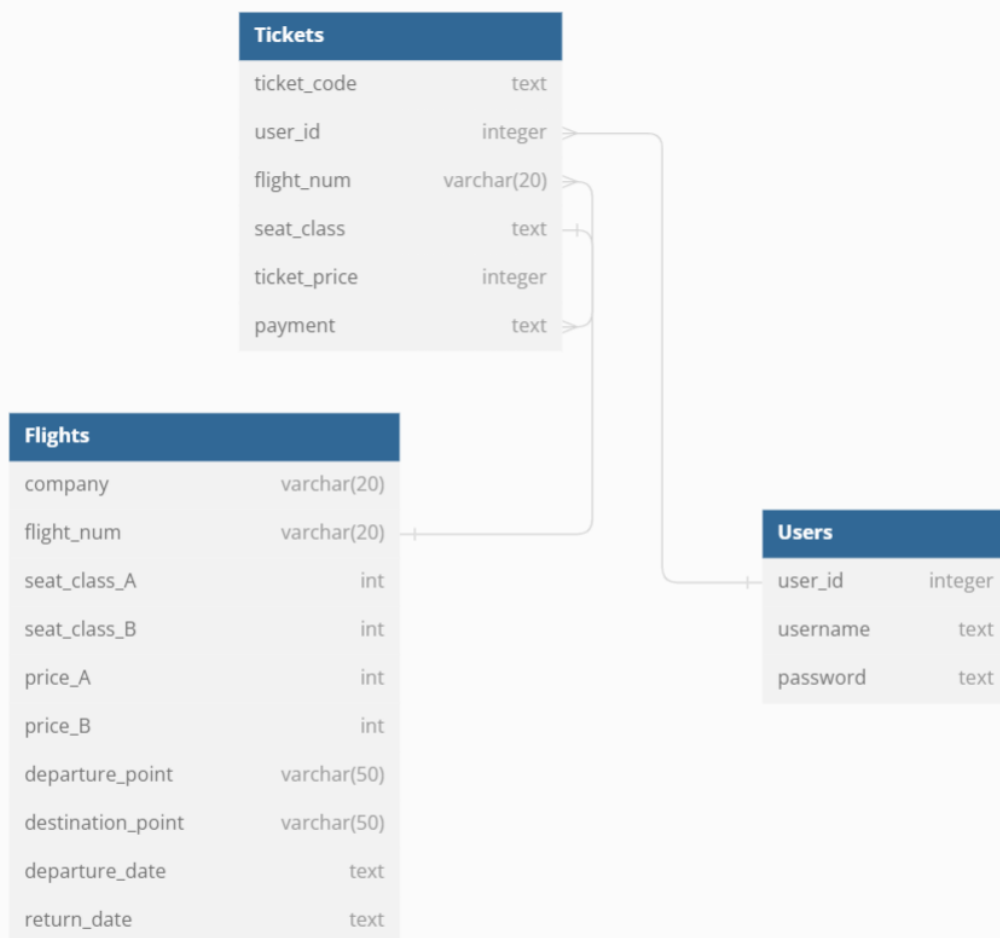 Tickets
ticket_code text
user_id integer
flight_num varchar(20)
seat_class text
ticket_price integer
payment text
Flights
company varchar(20)
flight_num varchar(20)
seat_class_A int
seat_class_B int
price_A int
price_B int
departure_point varchar(50)
destination_point varchar(50)
departure_date text
return_date text
Users
user_id integer
username text
password text